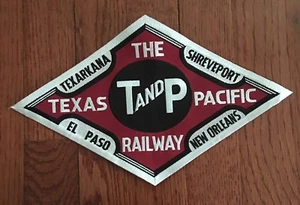 THE
TEXARKANA
SHREVEPORT
TEXAS
T AND P
PACIFIC
EL PASO
NEW ORLEANS
RAILWAY